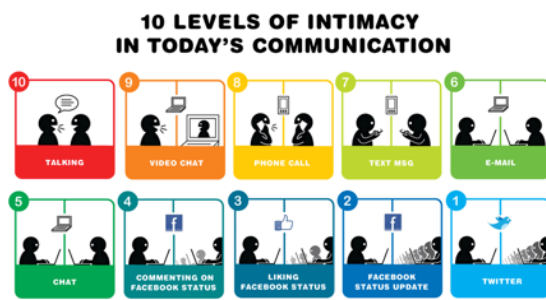 10 LEVELS OF INTIMACY
IN TODAY'S COMMUNICATION
10
TALKING
9
VIDEO CHAT
8
PHONE CALL
7
TEXT MSG
6
E-MAIL
5
CHAT
4
f
COMMENTING ON
FACEBOOK STATUS
3
LIKING
FACEBOOK STATUS
2
f
FACEBOOK
STATUS UPDATE
1
TWITTER